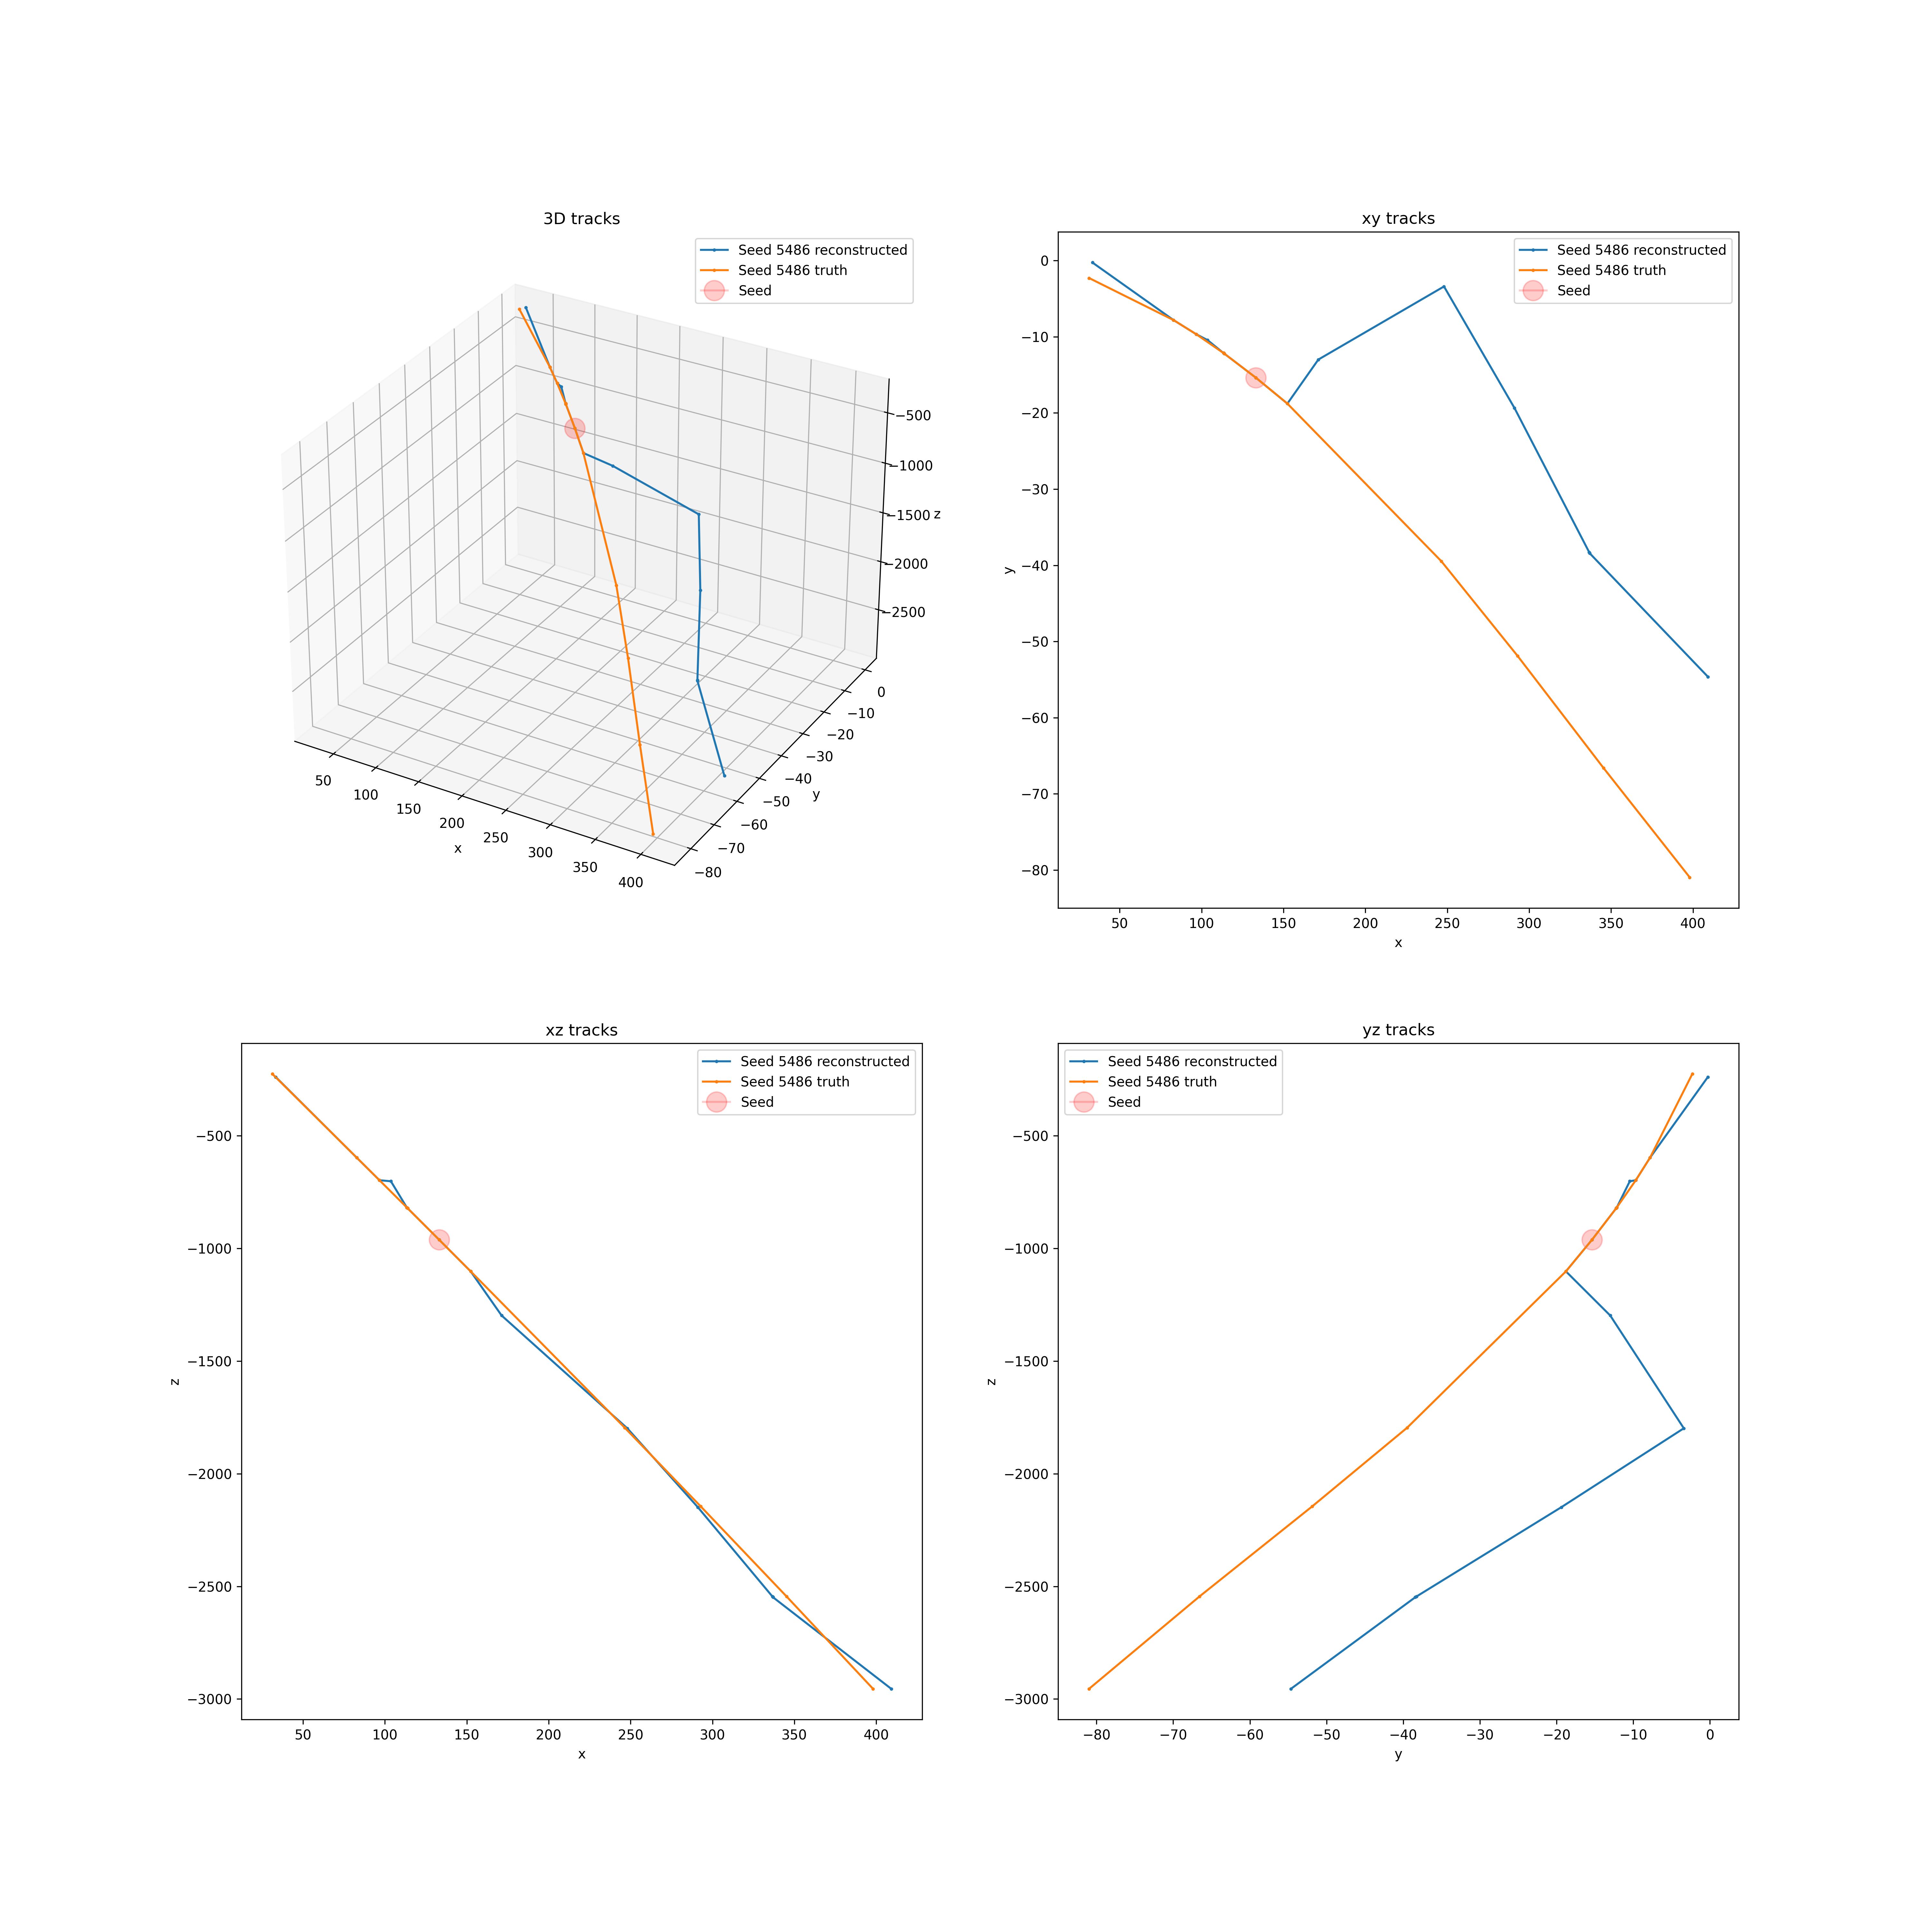 3D tracks
Seed 5486 reconstructed
Seed 5486 truth
Seed
−500
−1000
−1500
−2000
−2500
z
0
−10
−20
−30
−40
−50
−60
−70
−80
y
50
100
150
200
250
300
350
400
x
xy tracks
Seed 5486 reconstructed
Seed 5486 truth
Seed
0
−10
−20
−30
−40
−50
−60
−70
−80
y
50 100 150 200 250 300 350 400
x
xz tracks
Seed 5486 reconstructed
Seed 5486 truth
Seed
−500
−1000
−1500
−2000
−2500
−3000
z
50 100 150 200 250 300 350 400
x
yz tracks
Seed 5486 reconstructed
Seed 5486 truth
Seed
−500
−1000
−1500
−2000
−2500
−3000
z
−80 −70 −60 −50 −40 −30 −20 −10 0
y